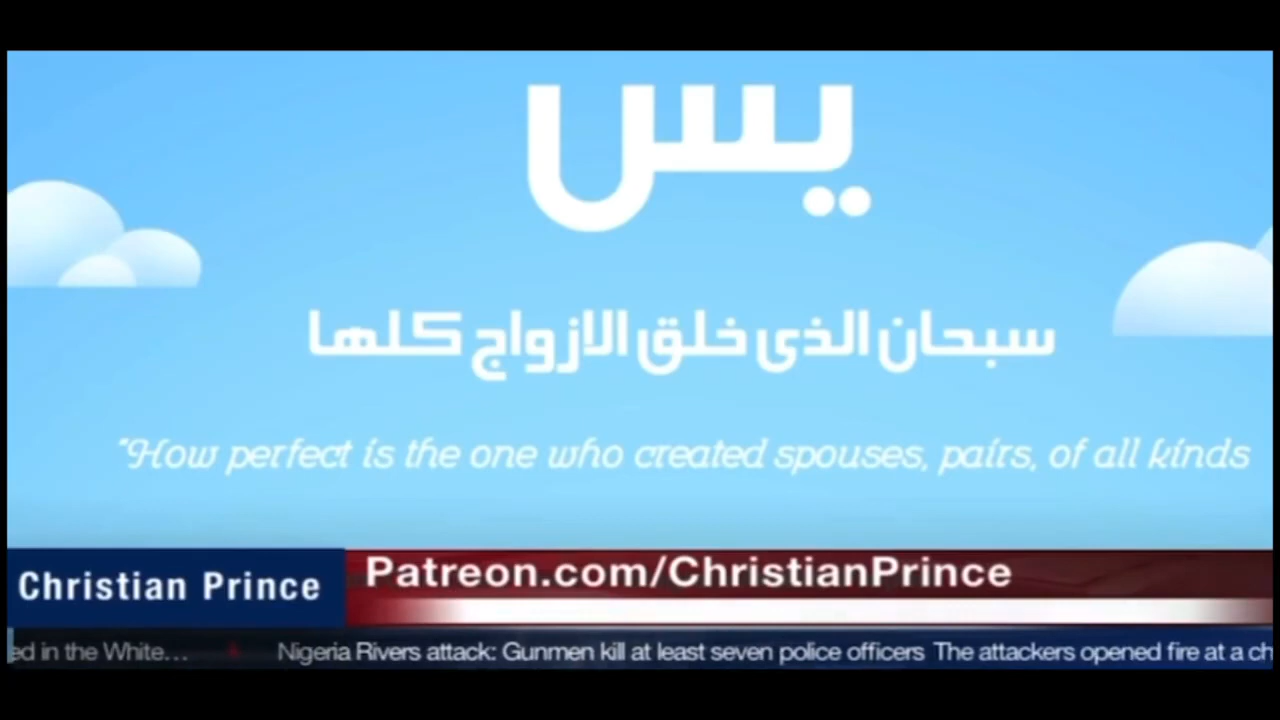 يس
سبحان الذى خلق الازواج كلها
"How perfect is the one who created spouses, pairs, of all kinds
Christian Prince
Patreon.com/ChristianPrince
ed in the White... Nigeria Rivers attack: Gunmen kill at least seven police officers The attackers opened fire at a ch